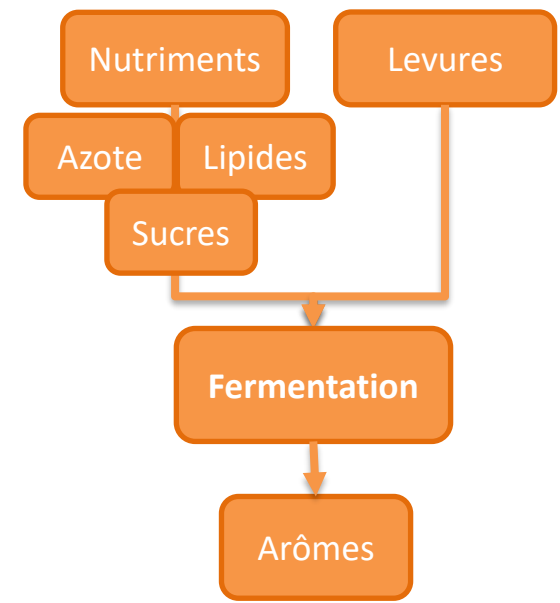 Nutriments
Levures
Azote
Lipides
Sucres
Fermentation
Arômes